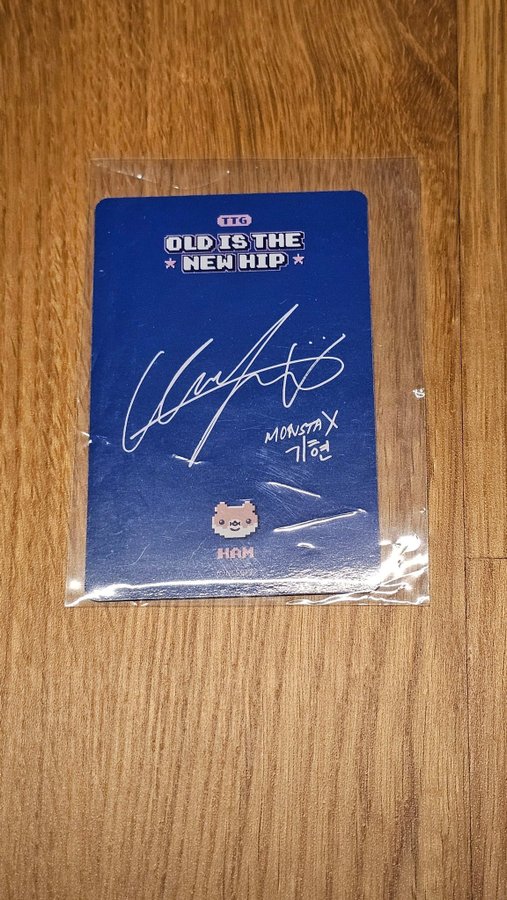 TTG
OLD IS THE
NEW HIP
MONSTA X
기현
HAM